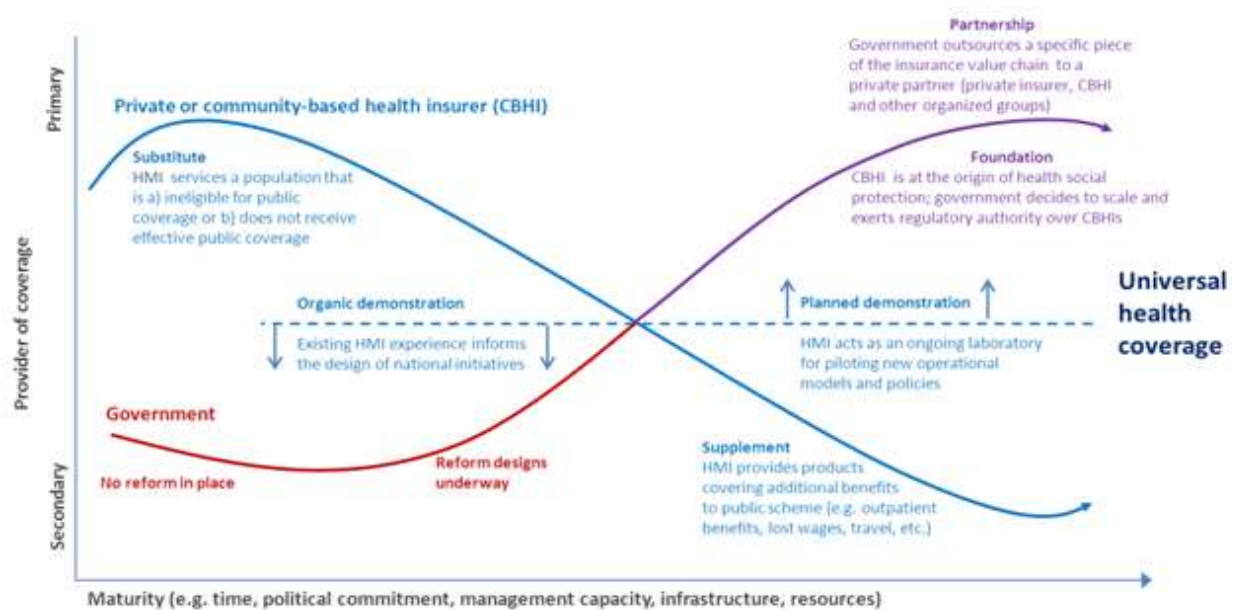 Partnership
Government outsources a specific piece
of the insurance value chain to a
private partner (private insurer, CBHI
and other organized groups)
Primary
Private or community-based health insurer (CBHI)
Substitute
HMI services a population that
is a) ineligible for public
coverage or b) does not receive
effective public coverage
Foundation
CBHI is at the origin of health social
protection; government decides to scale and
exerts regulatory authority over CBHIs
Provider of coverage
Organic demonstration
Existing HMI experience informs
the design of national initiatives
Planned demonstration
HMI acts as an ongoing laboratory
for piloting new operational
models and policies
Universal
health
coverage
Government
No reform in place
Reform designs
underway
Supplement
HMI provides products
covering additional benefits
to public scheme (e.g. outpatient
benefits, lost wages, travel, etc.)
Secondary
Maturity (e.g. time, political commitment, management capacity, infrastructure, resources)